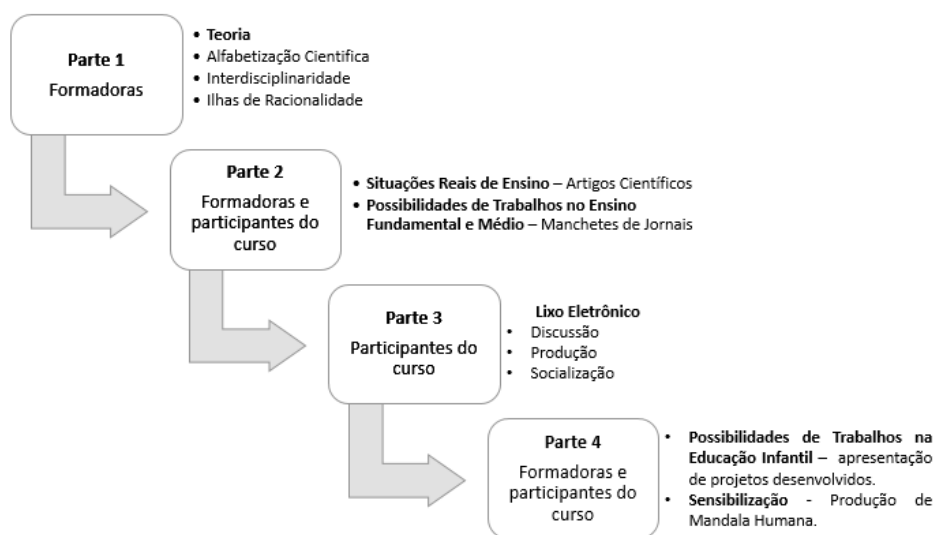 Parte 1
Formadoras
• Teoria
• Alfabetização Cientifica
• Interdisciplinaridade
• Ilhas de Racionalidade
Parte 2
Formadoras e
participantes do
curso
• Situações Reais de Ensino – Artigos Científicos
• Possibilidades de Trabalhos no Ensino
Fundamental e Médio – Manchetes de Jornais
Parte 3
Participantes do
curso
Lixo Eletrônico
• Discussão
• Produção
• Socialização
Parte 4
Formadoras e
participantes do
curso
• Possibilidades de Trabalhos na
Educação Infantil – apresentação
de projetos desenvolvidos.
• Sensibilização - Produção de
Mandala Humana.